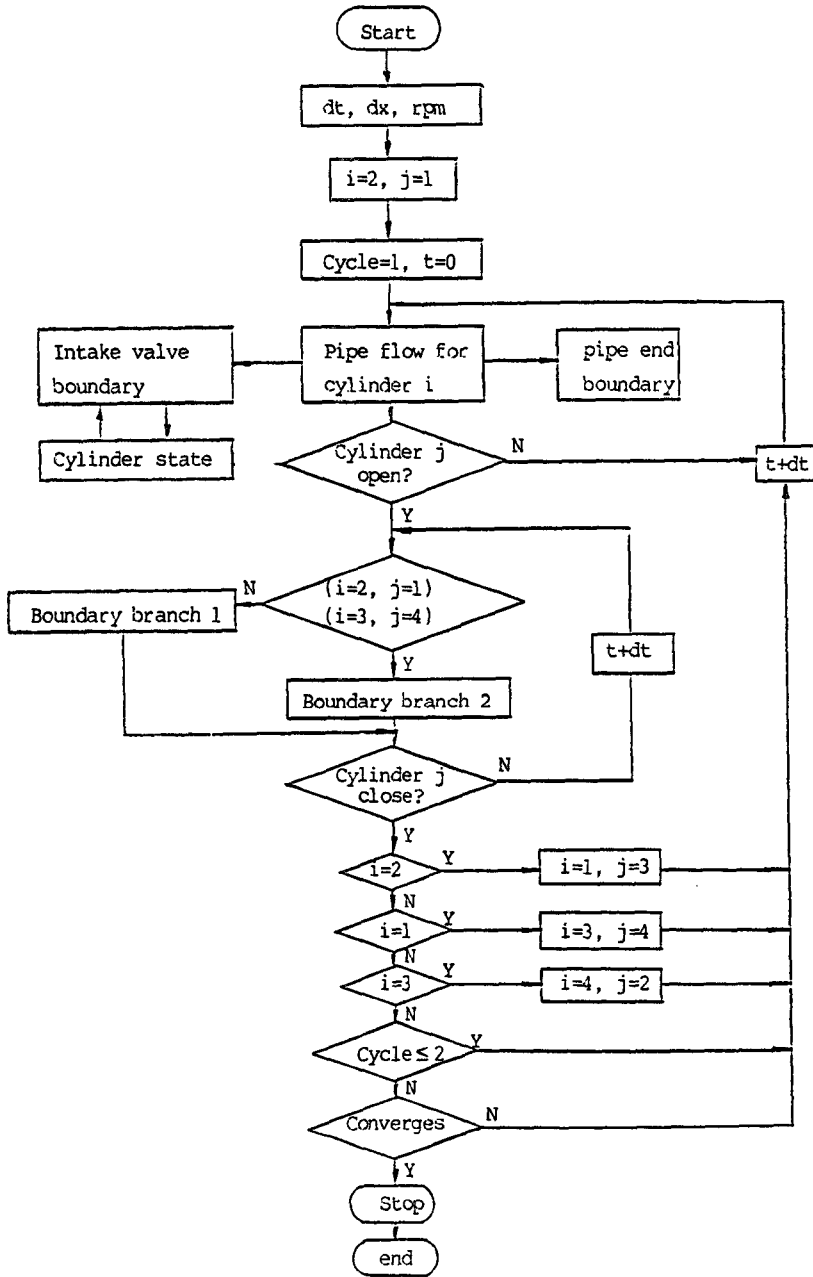 Start
dt, dx, rpm
i=2, j=1
Cycle=1, t=0
Intake valve
boundary
Pipe flow for
cylinder i
pipe end
boundary
Cylinder state
Cylinder j
open?
N
t+dt
Y
N
(i=2, j=1)
(i=3, j=4)
Boundary branch 1
t+dt
Y
Boundary branch 2
Cylinder j
close?
N
Y
i=2
Y
i=1, j=3
N
i=1
Y
i=3, j=4
N
i=3
Y
i=4, j=2
N
Cycle≤2
Y
N
Converges
N
Y
Stop
end